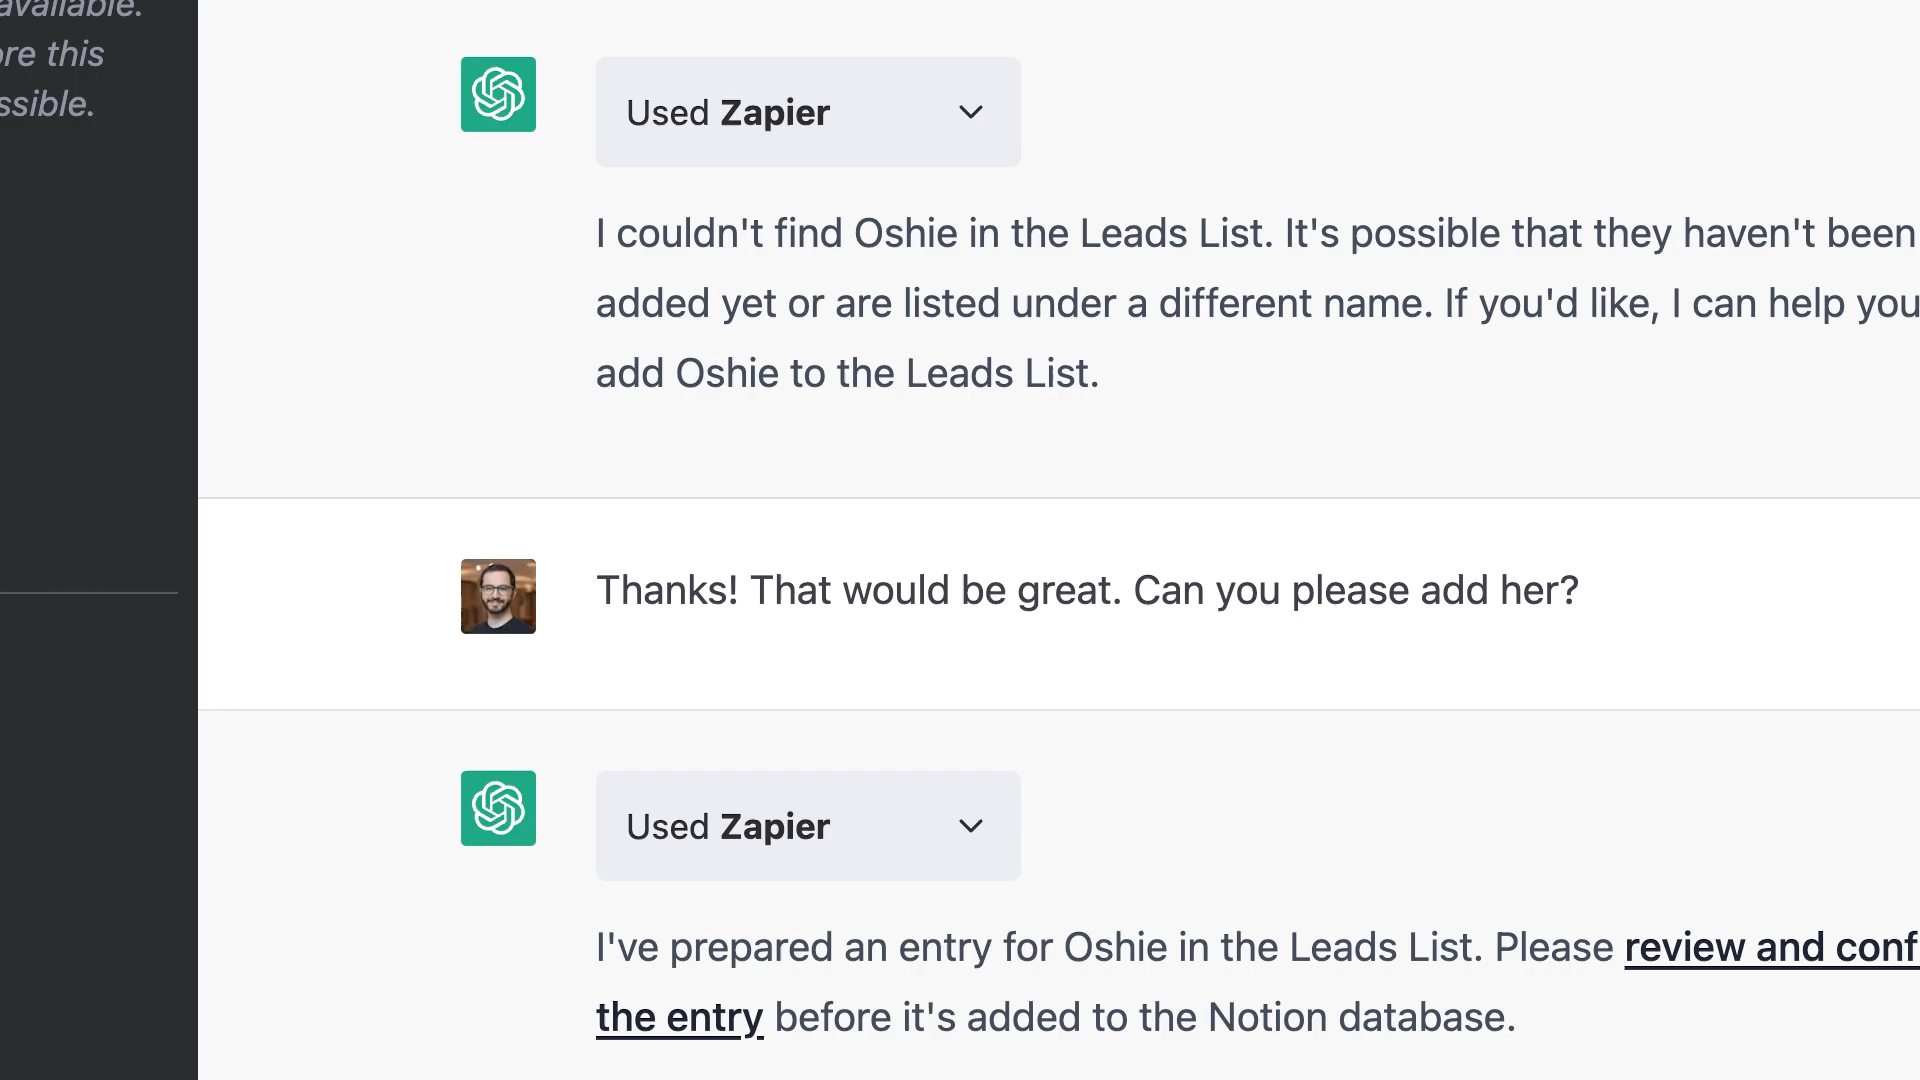 available.
ore this
ssible.
Used Zapier
I couldn't find Oshie in the Leads List. It's possible that they haven't been
added yet or are listed under a different name. If you'd like, I can help you
add Oshie to the Leads List.
Thanks! That would be great. Can you please add her?
Used Zapier
I've prepared an entry for Oshie in the Leads List. Please review and conf
the entry before it's added to the Notion database.